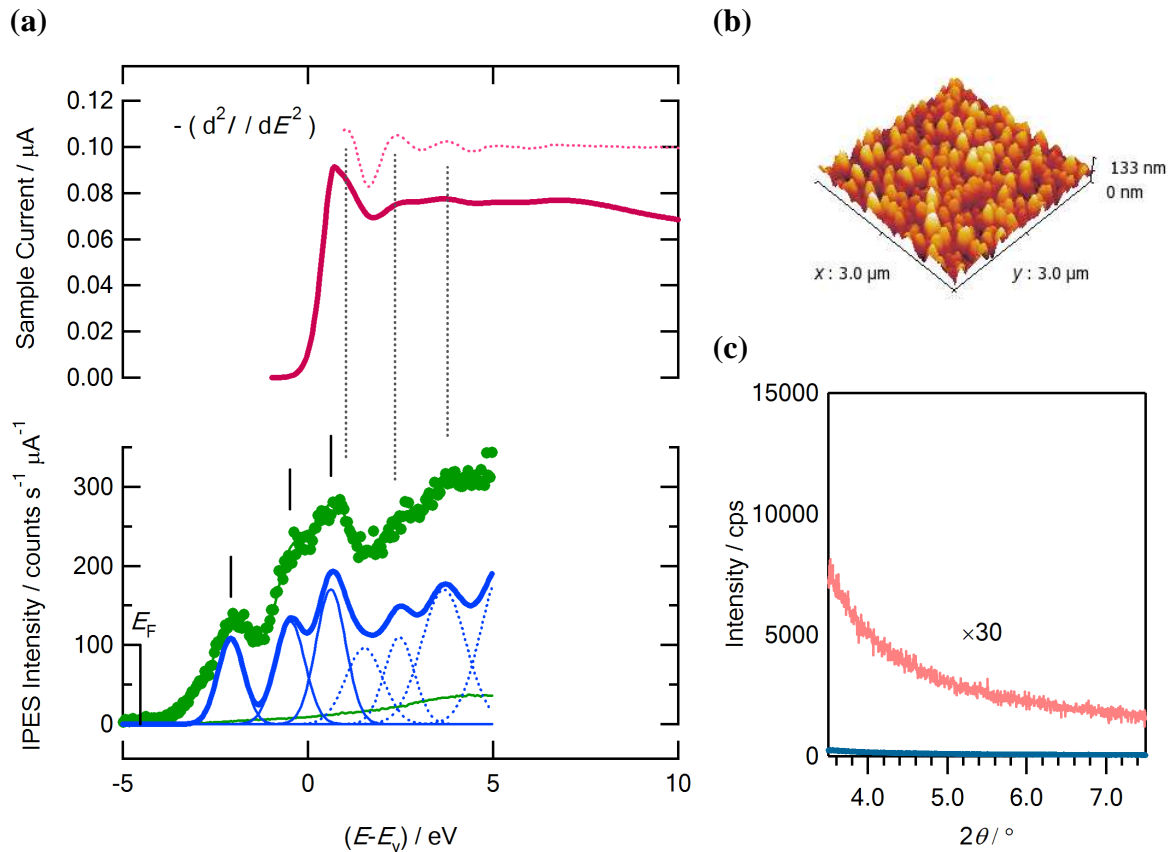 (a)
0.12
0.10
0.08
0.06
0.04
0.02
0.00
Sample Current / μA
- ( d²I / dE² )
300
200
100
0
IPES Intensity / counts s⁻¹ μA⁻¹
E_F
-5 0 5 10
(E-E_v) / eV
(b)
133 nm
0 nm
x : 3.0 μm
y : 3.0 μm
(c)
15000
10000
5000
0
Intensity / cps
×30
4.0 5.0 6.0 7.0
2θ / °